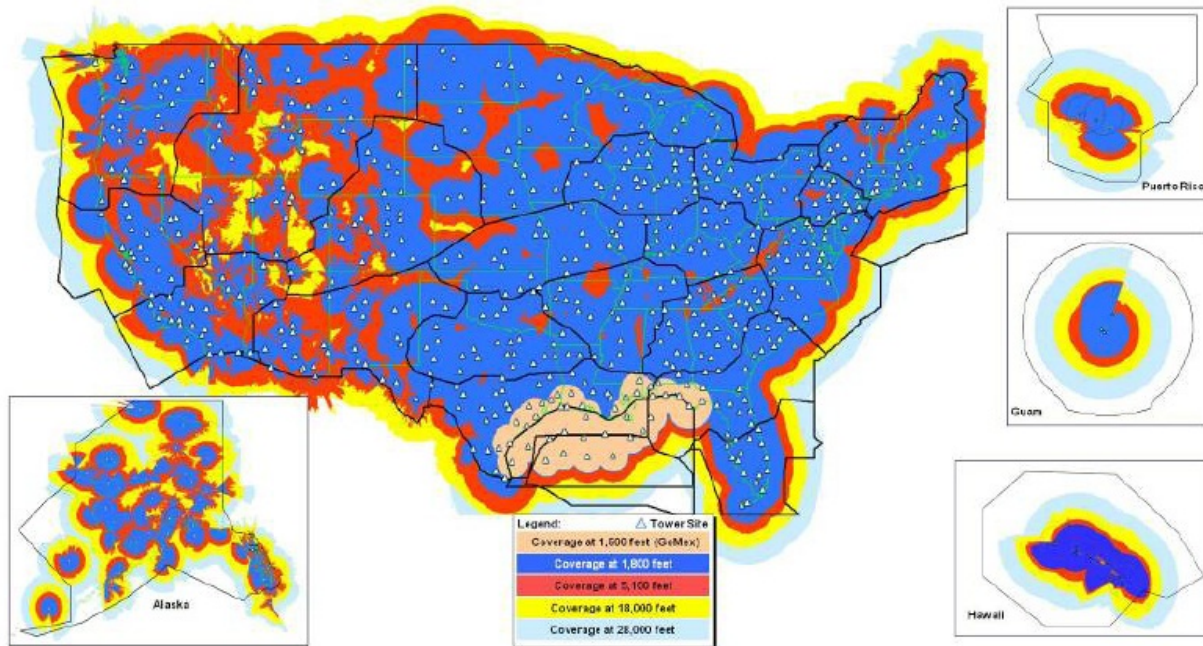 Puerto Rico
Guam
Alaska
Hawaii
Legend:
Tower Site
Coverage at 1,500 feet (GoMex)
Coverage at 1,800 feet
Coverage at 5,100 feet
Coverage at 18,000 feet
Coverage at 28,000 feet